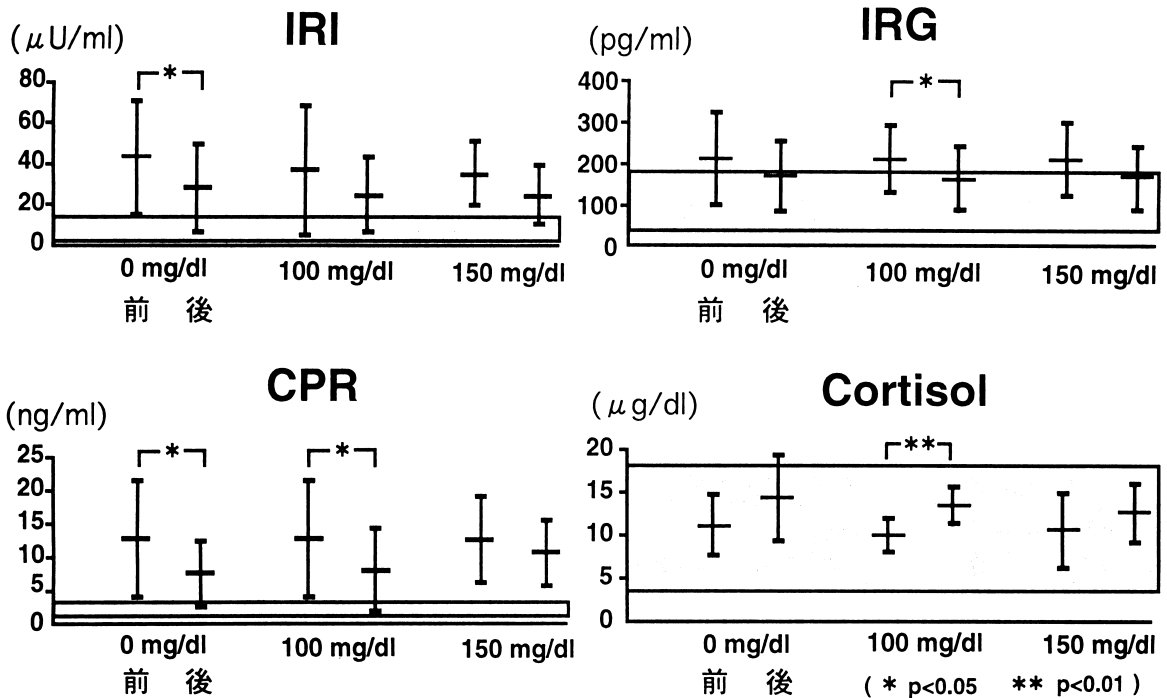 IRI
(μU/ml)
*
80
60
40
20
0
0 mg/dl 100 mg/dl 150 mg/dl
前 後
IRG
(pg/ml)
*
400
300
200
100
0
0 mg/dl 100 mg/dl 150 mg/dl
前 後
CPR
(ng/ml)
* *
25
20
15
10
5
0
0 mg/dl 100 mg/dl 150 mg/dl
前 後
Cortisol
(μg/dl)
**
20
15
10
5
0
0 mg/dl 100 mg/dl 150 mg/dl
前 後
( * p<0.05 ** p<0.01 )